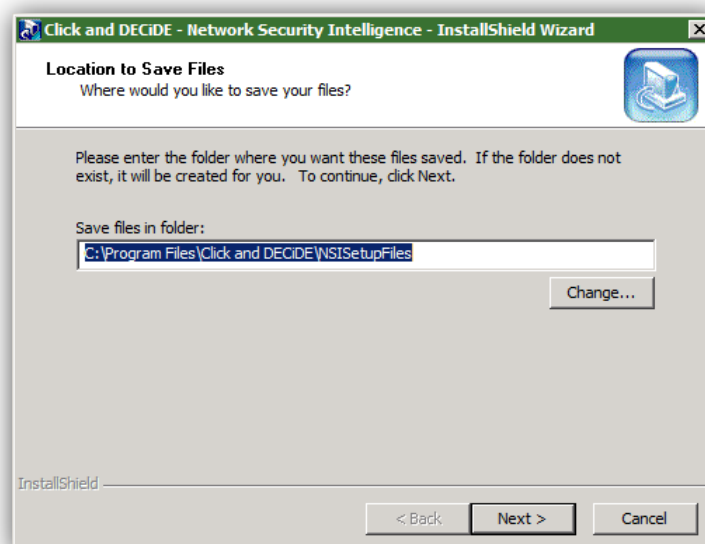 Click and DECiDE - Network Security Intelligence - InstallShield Wizard
Location to Save Files
Where would you like to save your files?
Please enter the folder where you want these files saved. If the folder does not
exist, it will be created for you. To continue, click Next.
Save files in folder:
C:\Program Files\Click and DECiDE\NSISetupFiles
Change...
InstallShield
< Back Next > Cancel